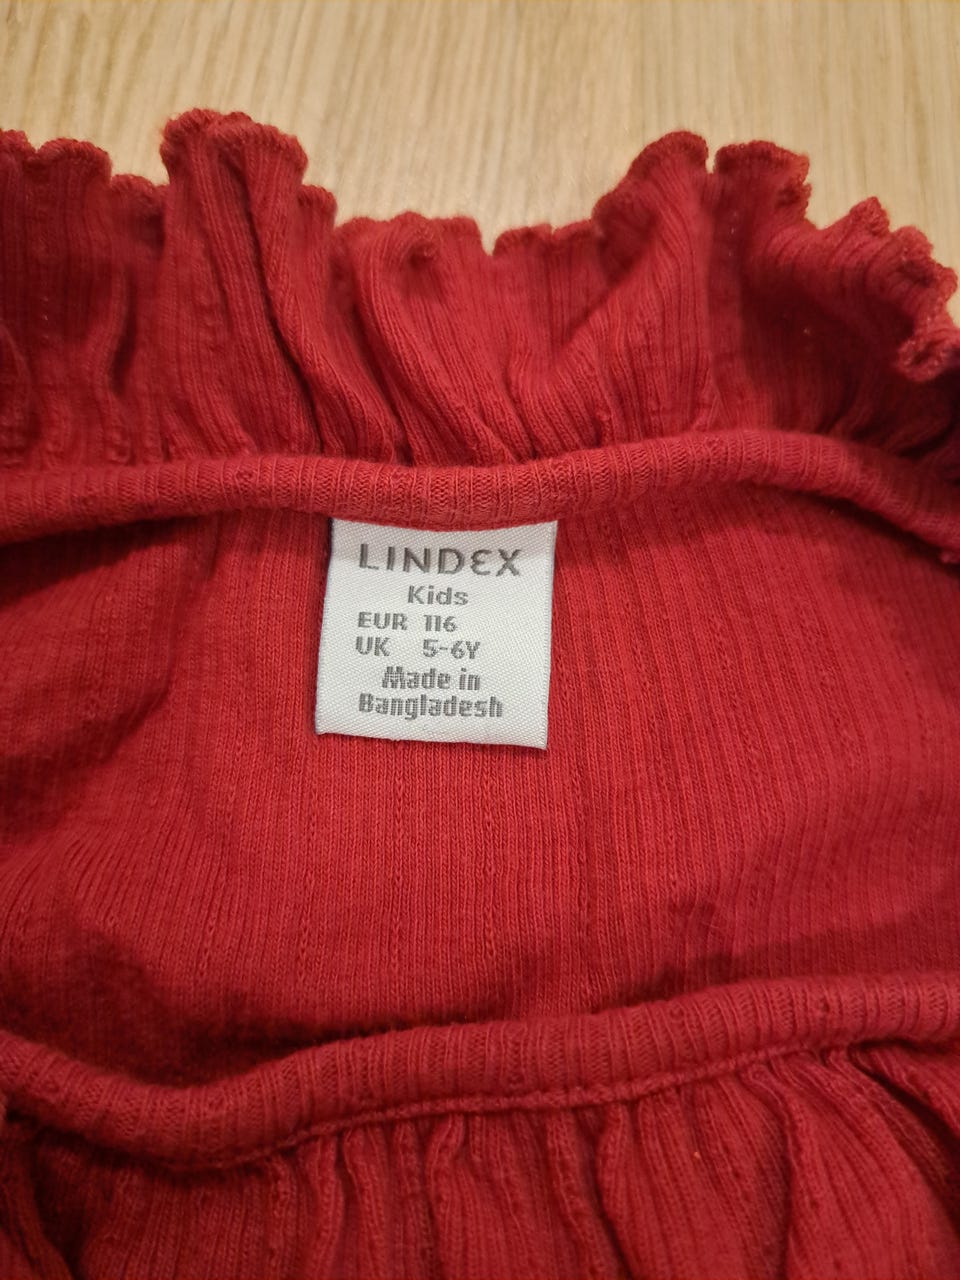 LINDEX
Kids
EUR 116
UK 5-6Y
Made in
Bangladesh